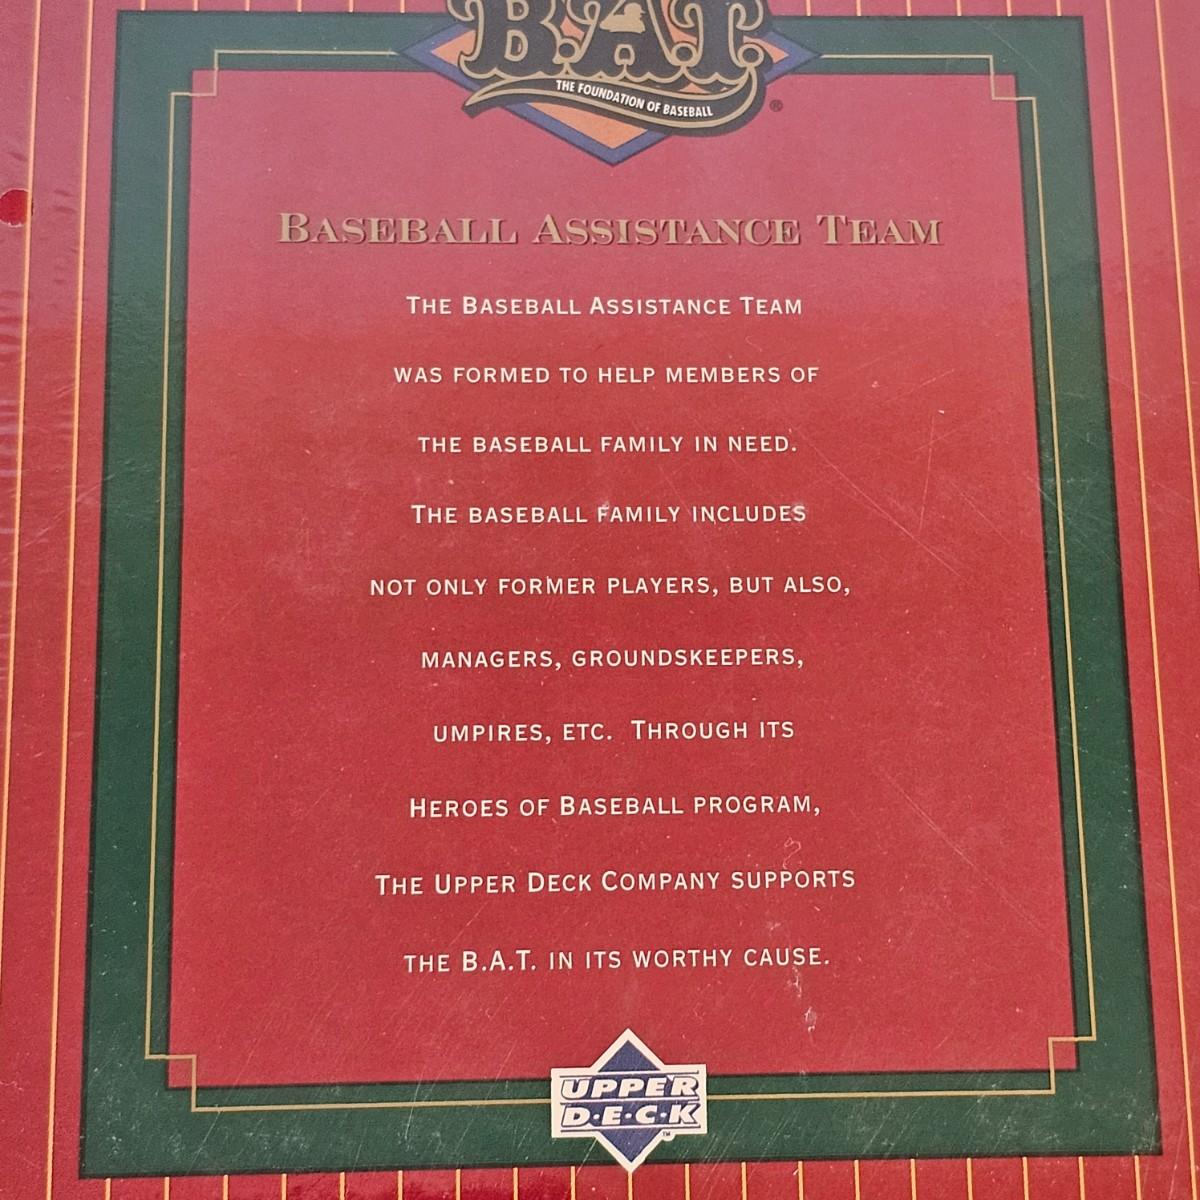 B.A.T.
THE FOUNDATION OF BASEBALL
®
BASEBALL ASSISTANCE TEAM
THE BASEBALL ASSISTANCE TEAM
WAS FORMED TO HELP MEMBERS OF
THE BASEBALL FAMILY IN NEED.
THE BASEBALL FAMILY INCLUDES
NOT ONLY FORMER PLAYERS, BUT ALSO,
MANAGERS, GROUNDSKEEPERS,
UMPIRES, ETC. THROUGH ITS
HEROES OF BASEBALL PROGRAM,
THE UPPER DECK COMPANY SUPPORTS
THE B.A.T. IN ITS WORTHY CAUSE.
UPPER
D·E·C·K
™